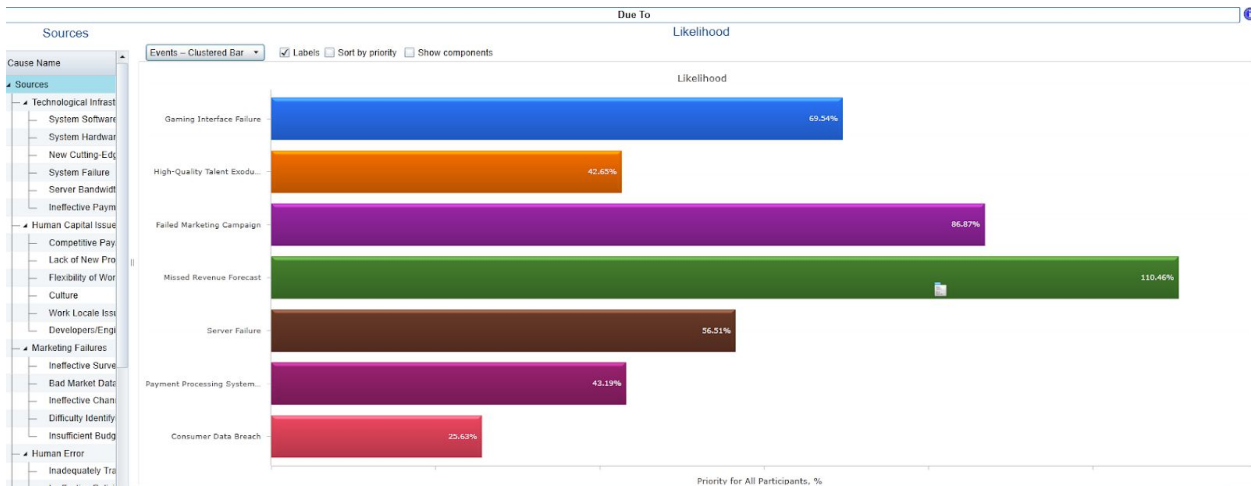 Due To
Sources
Likelihood
Events – Clustered Bar
Labels
Sort by priority
Show components
Cause Name
Sources
Technological Infrast
System Software
System Hardwar
New Cutting-Edg
System Failure
Server Bandwidt
Ineffective Paym
Human Capital Issue
Competitive Pay
Lack of New Pro
Flexibility of Wor
Culture
Work Locale Issu
Developers/Engi
Marketing Failures
Ineffective Surve
Bad Market Data
Ineffective Chan
Difficulty Identify
Insufficient Budg
Human Error
Inadequately Tra
Likelihood
Gaming Interface Failure
69.54%
High-Quality Talent Exodu...
42.65%
Failed Marketing Campaign
86.87%
Missed Revenue Forecast
110.46%
Server Failure
56.51%
Payment Processing System...
43.19%
Consumer Data Breach
25.63%
Priority for All Participants, %